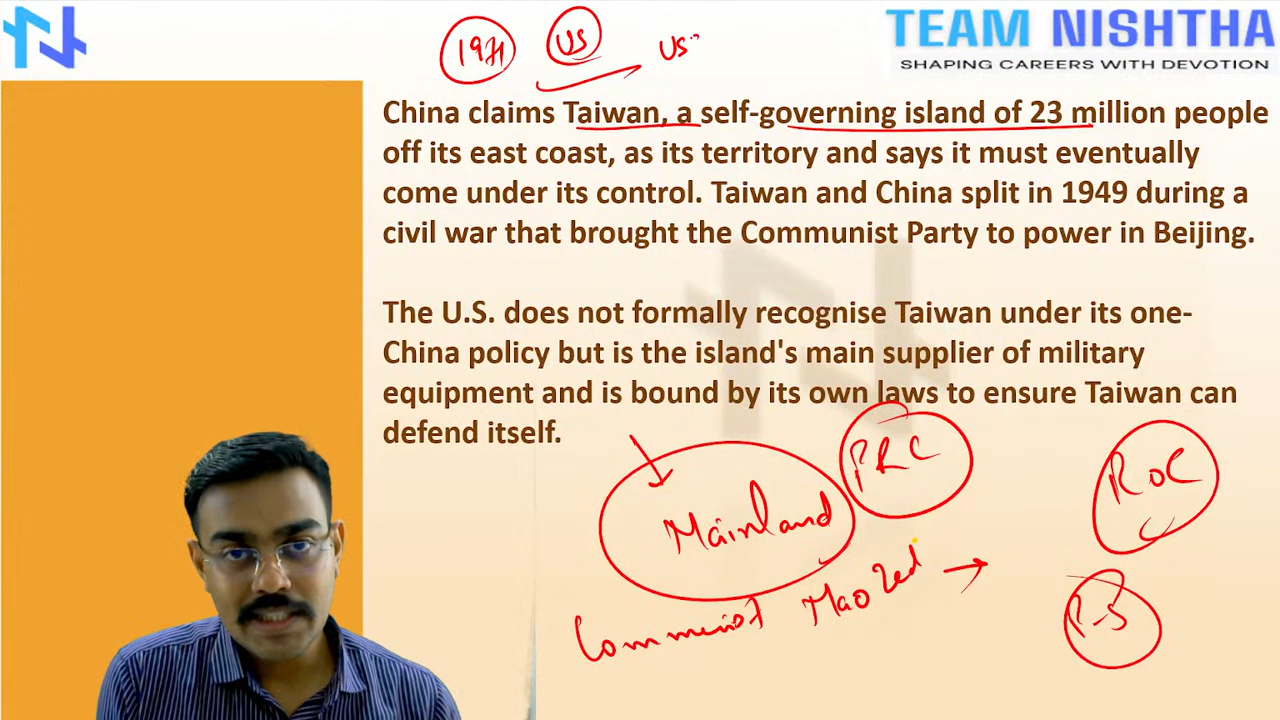 TEAM NISHTHA
SHAPING CAREERS WITH DEVOTION
1971 US US
China claims Taiwan, a self-governing island of 23 million people
off its east coast, as its territory and says it must eventually
come under its control. Taiwan and China split in 1949 during a
civil war that brought the Communist Party to power in Beijing.
The U.S. does not formally recognise Taiwan under its one-
China policy but is the island's main supplier of military
equipment and is bound by its own laws to ensure Taiwan can
defend itself.
PRC
ROC
Mainland
Communist Mao Zed
P-5